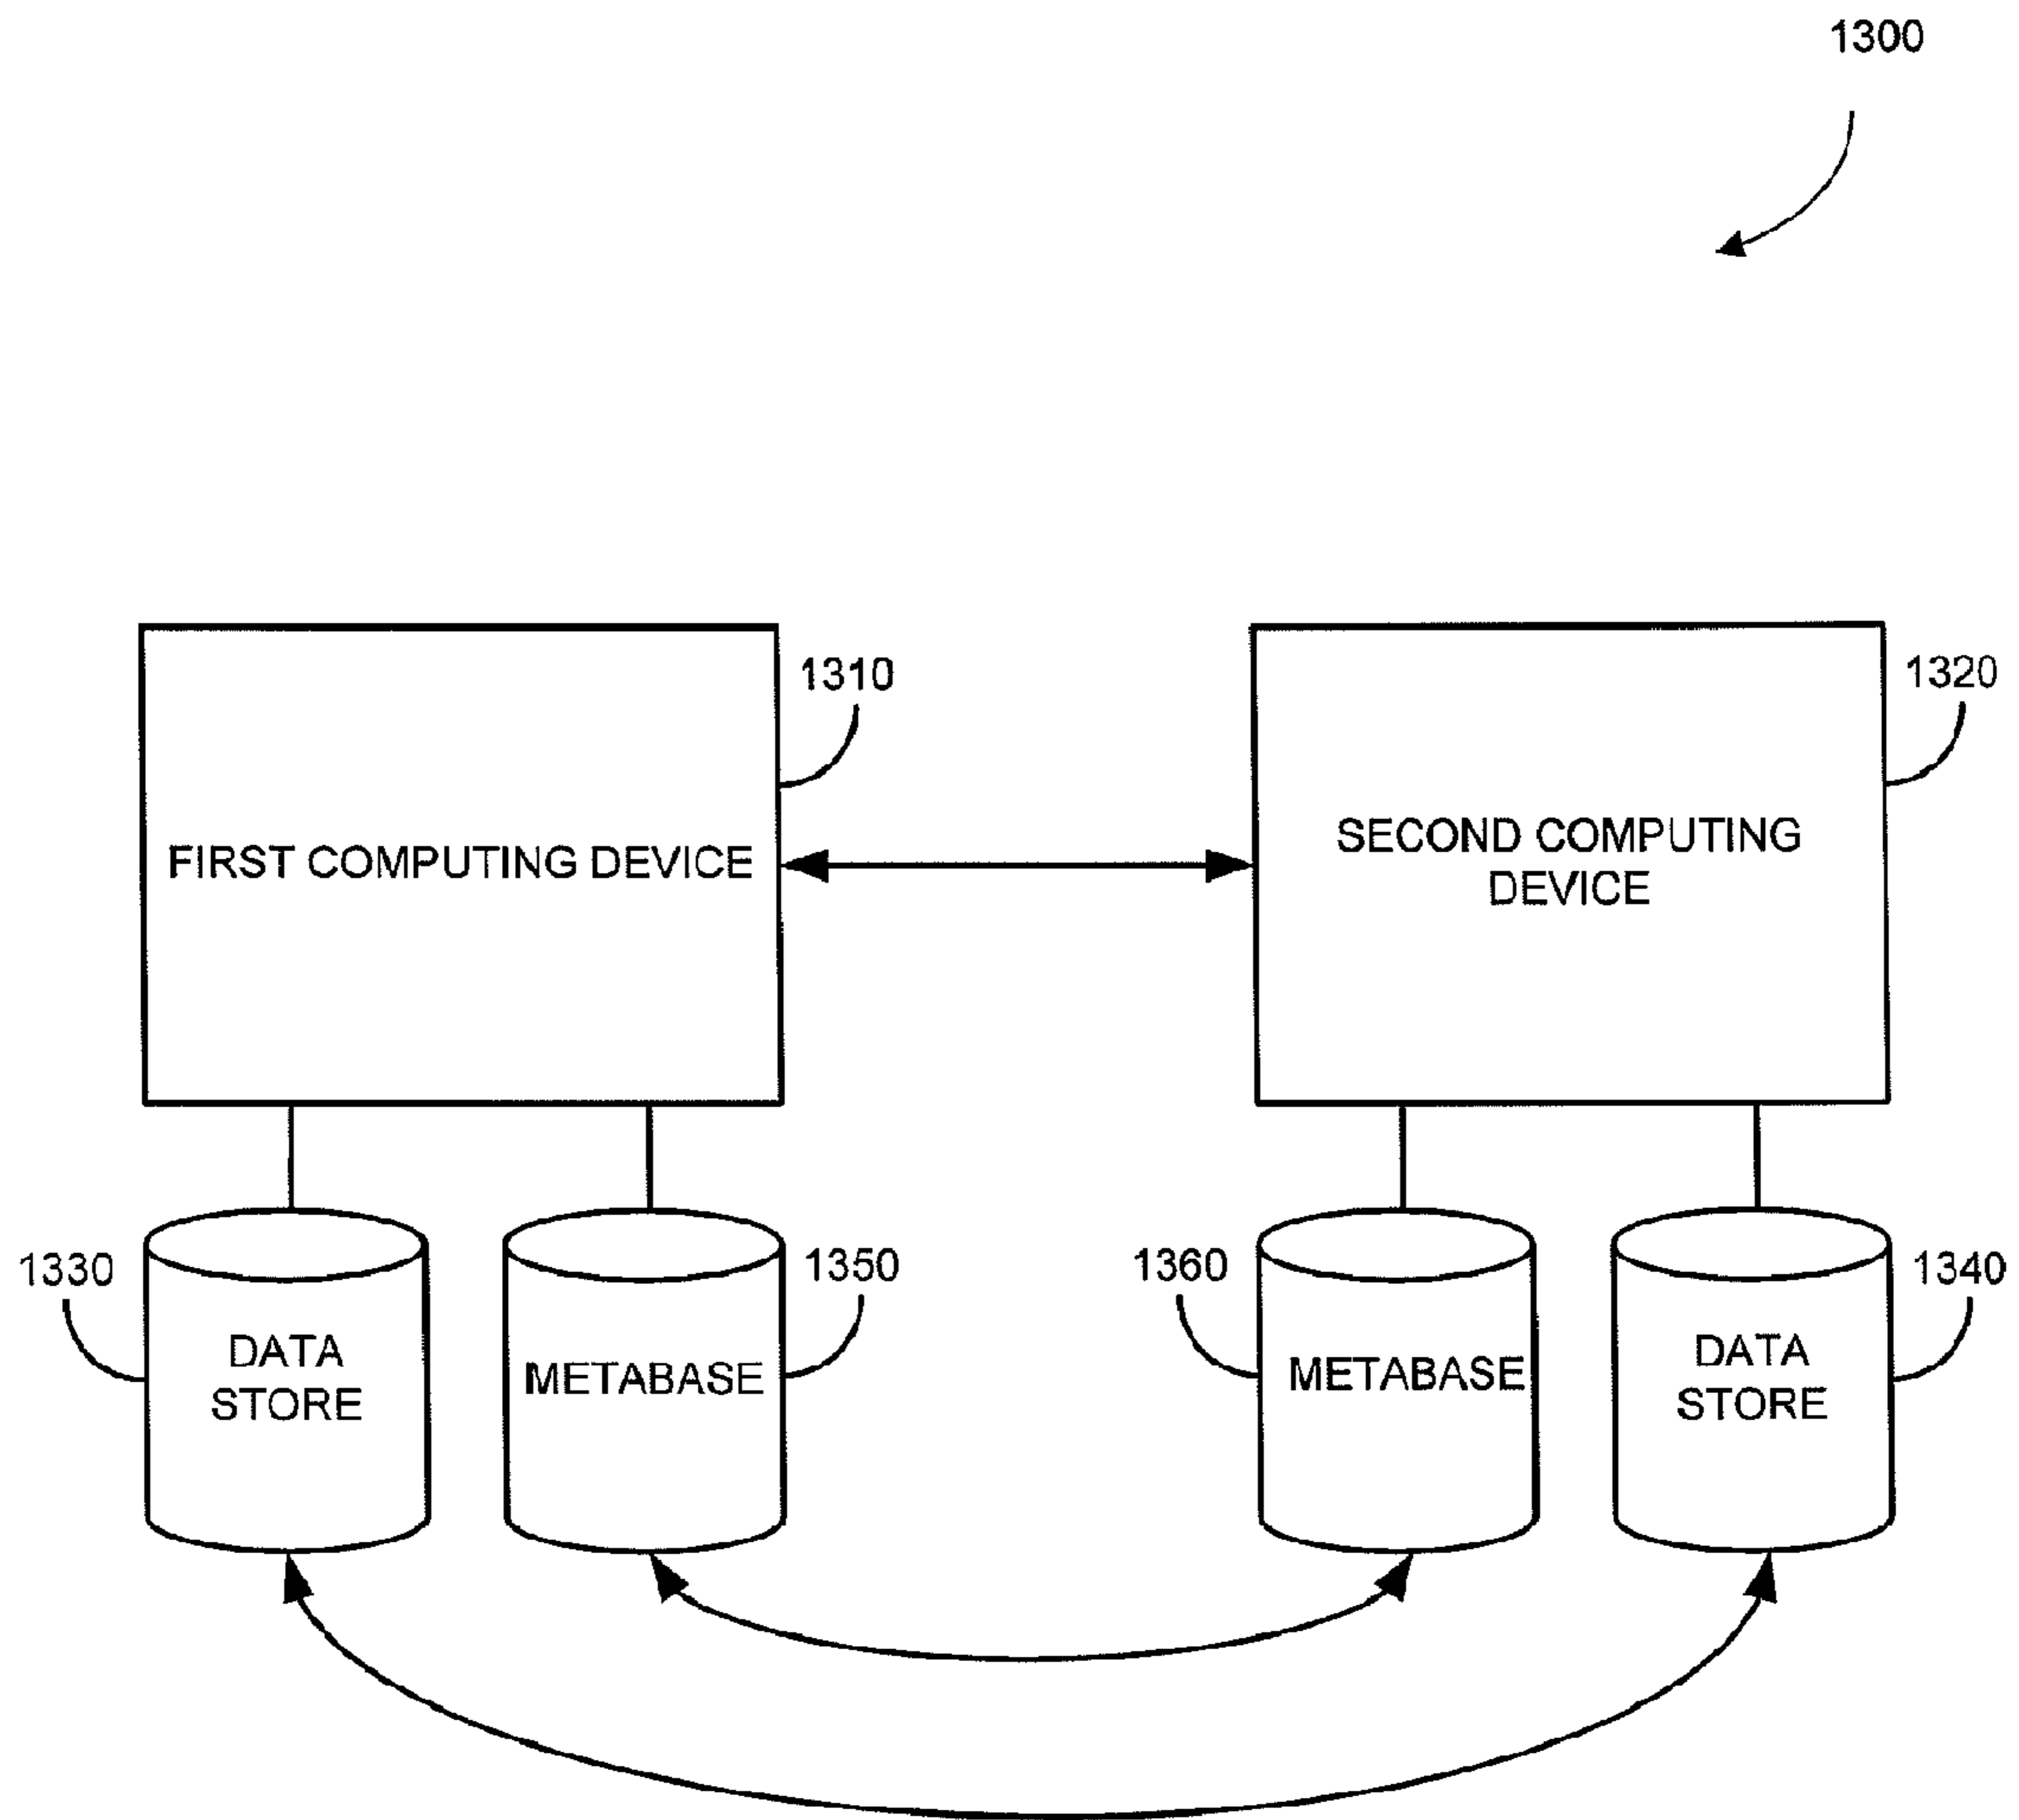 1300
1310
1320
FIRST COMPUTING DEVICE
SECOND COMPUTING
DEVICE
1330
1350
1360
1340
DATA
STORE
METABASE
METABASE
DATA
STORE